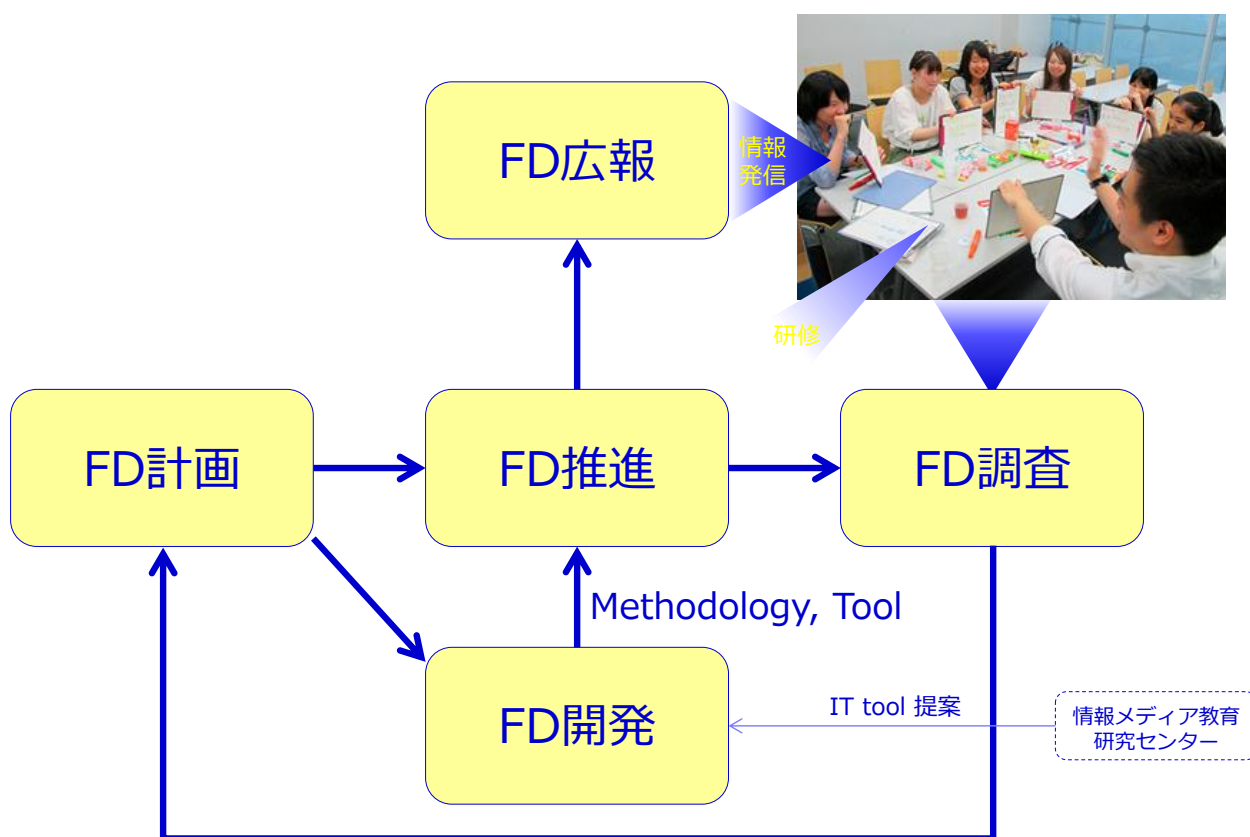 FD広報
情報
発信
研修
FD計画
FD推進
FD調査
Methodology, Tool
FD開発
IT tool 提案
情報メディア教育
研究センター